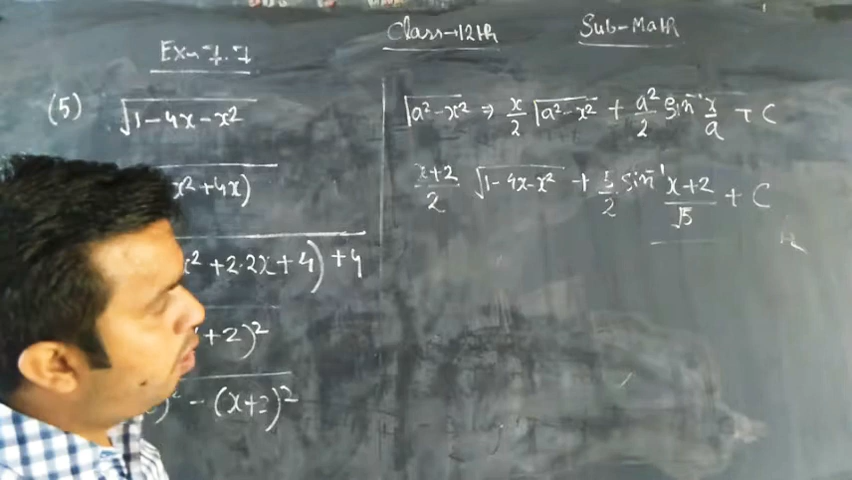 Class→12th Sub-Math
Ex-7.7
(5) √1-4x-x²
x²+4x)
x²+2·2x+4)+4
+2)²
)²-(x+2)²
√a²-x² ⇒ x/2 √a²-x² + a²/2 sin⁻¹ x/a + C
x+2/2 √1-4x-x² + 5/2 sin⁻¹ x+2/√5 + C